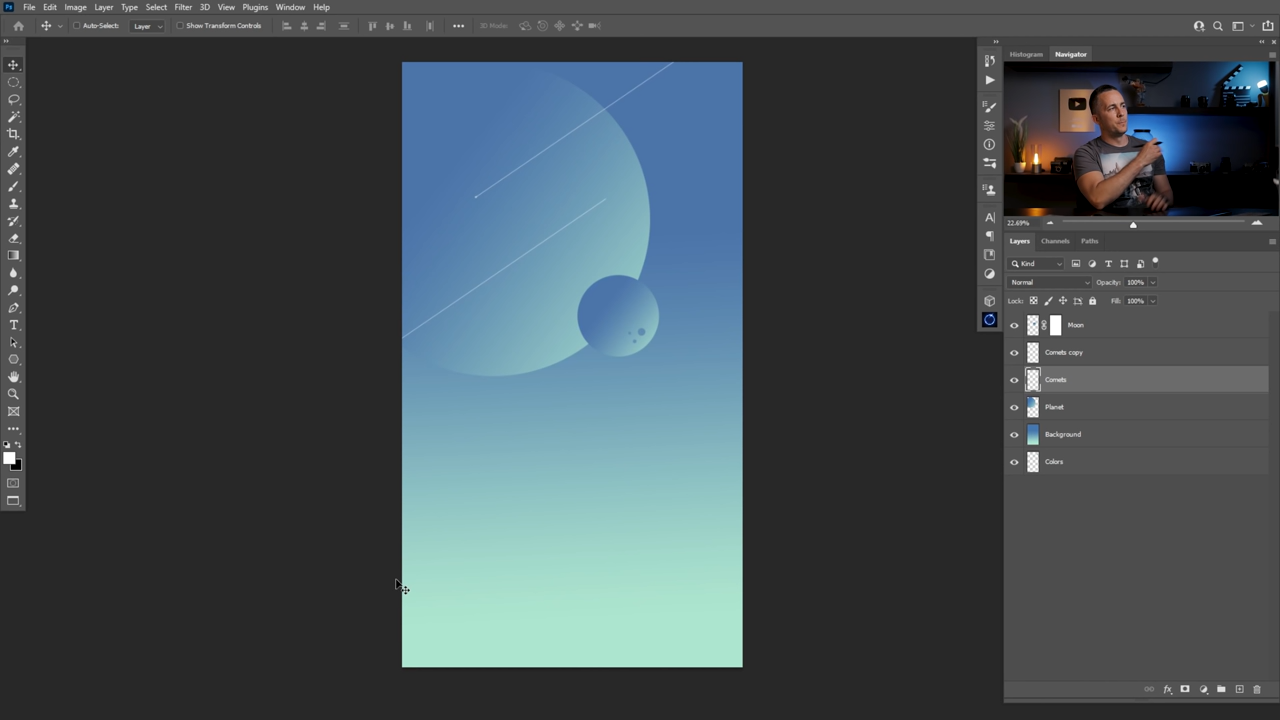 Ps File Edit Image Layer Type Select Filter 3D View Plugins Window Help
Auto-Select: Layer Show Transform Controls 3D Mode:
Histogram Navigator
22.69%
Layers Channels Paths
Kind
Normal Opacity: 100%
Lock: Fill: 100%
Moon
Comets copy
Comets
Planet
Background
Colors